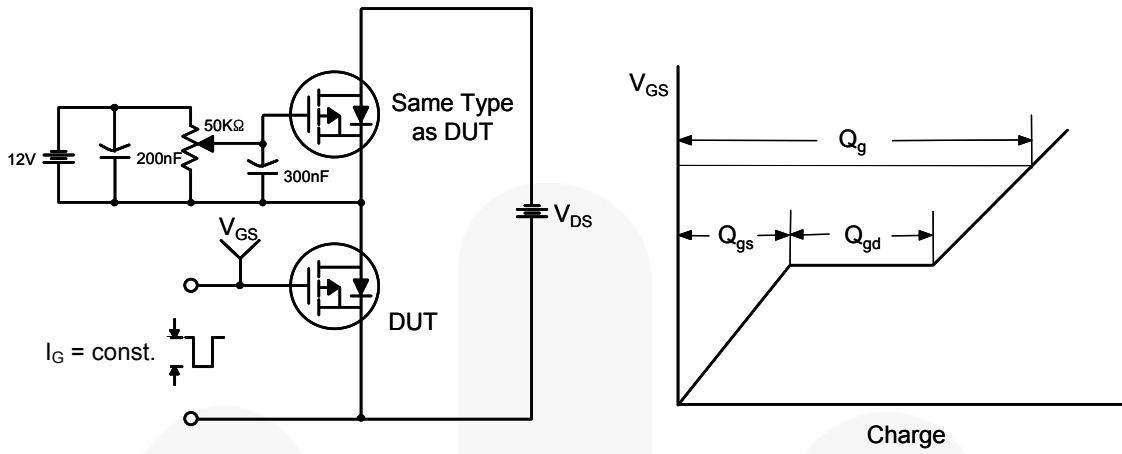 12V
200nF
50KΩ
300nF
Same Type
as DUT
V_DS
V_GS
DUT
I_G = const.
V_GS
Q_g
Q_gs
Q_gd
Charge